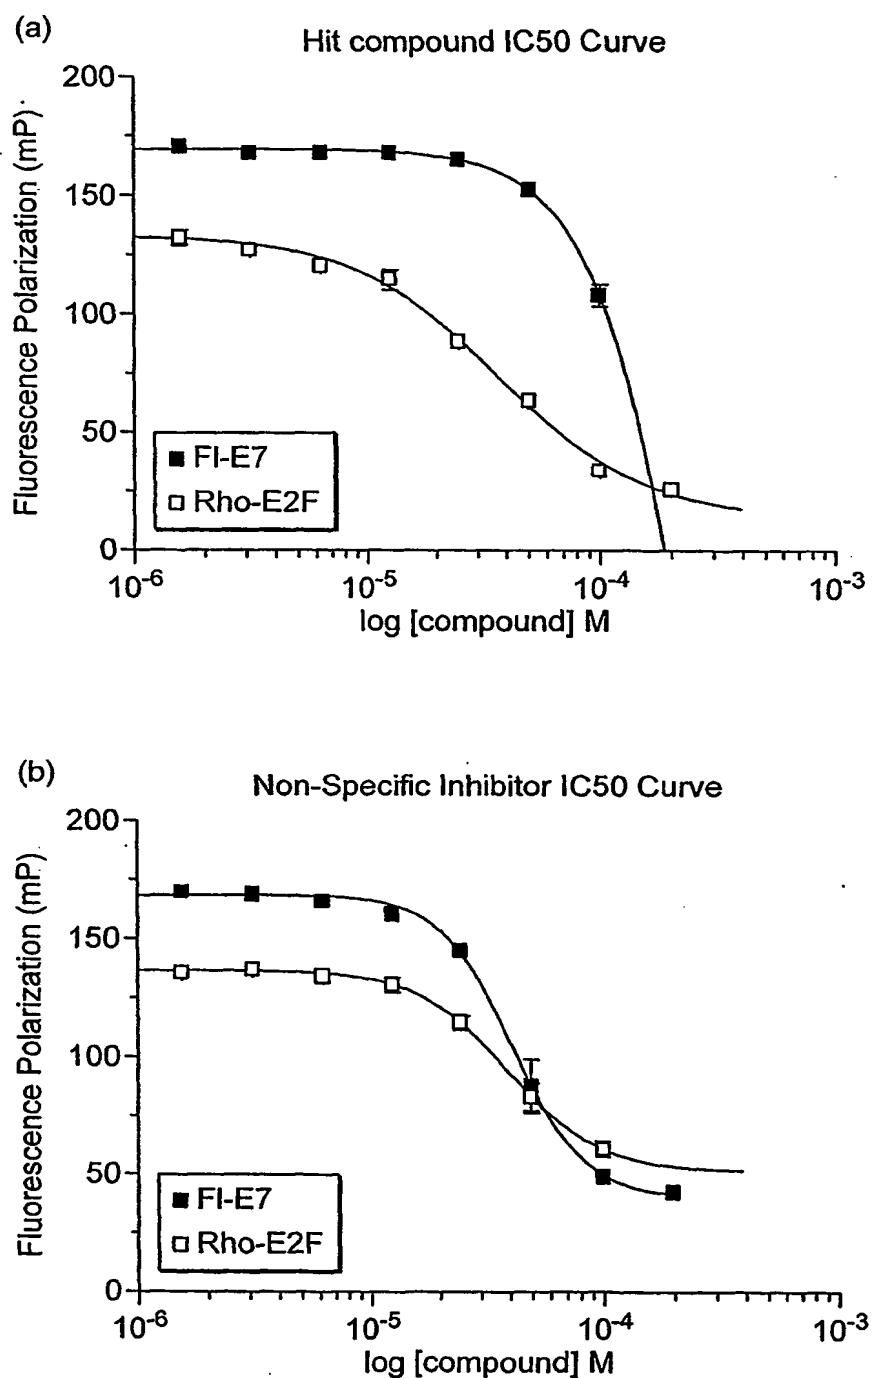 (a)
Hit compound IC50 Curve
Fluorescence Polarization (mP)
200
150
100
50
0
Fl-E7
Rho-E2F
10-6
10-5
10-4
10-3
log [compound] M
(b)
Non-Specific Inhibitor IC50 Curve
Fluorescence Polarization (mP)
200
150
100
50
0
Fl-E7
Rho-E2F
10-6
10-5
10-4
10-3
log [compound] M